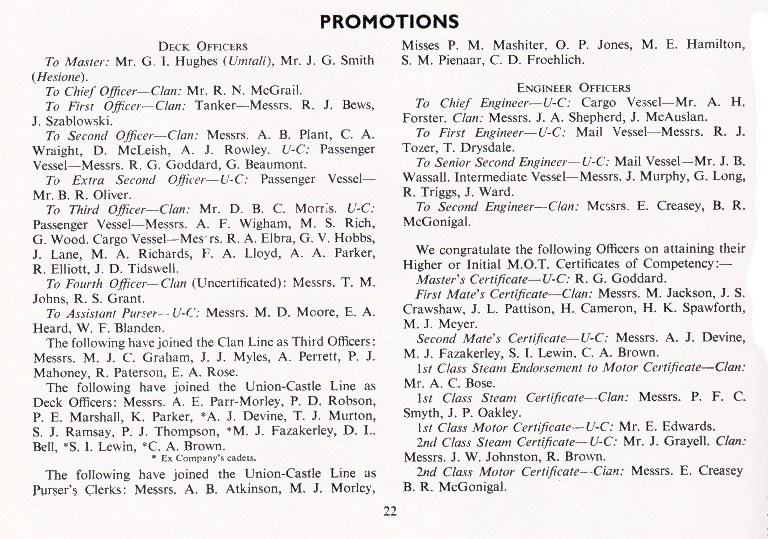 PROMOTIONS
DECK OFFICERS
To Master: Mr. G. I. Hughes (Umtali), Mr. J. G. Smith
(Hesione).
To Chief Officer—Clan: Mr. R. N. McGrail.
To First Officer—Clan: Tanker—Messrs. R. J. Bews,
J. Szablowski.
To Second Officer—Clan: Messrs. A. B. Plant, C. A.
Wraight, D. McLeish, A. J. Rowley. U-C: Passenger
Vessel—Messrs. R. G. Goddard, G. Beaumont.
To Extra Second Officer—U-C: Passenger Vessel—
Mr. B. R. Oliver.
To Third Officer—Clan: Mr. D. B. C. Morris. U-C:
Passenger Vessel—Messrs. A. F. Wigham, M. S. Rich,
G. Wood. Cargo Vessel—Messrs. R. A. Elbra, G. V. Hobbs,
J. Lane, M. A. Richards, F. A. Lloyd, A. A. Parker,
R. Elliott, J. D. Tidswell.
To Fourth Officer—Clan (Uncertificated): Messrs. T. M.
Johns, R. S. Grant.
To Assistant Purser—U-C: Messrs. M. D. Moore, E. A.
Heard, W. F. Blanden.
The following have joined the Clan Line as Third Officers:
Messrs. M. J. C. Graham, J. J. Myles, A. Perrett, P. J.
Mahoney, R. Paterson, E. A. Rose.
The following have joined the Union-Castle Line as
Deck Officers: Messrs. A. E. Parr-Morley, P. D. Robson,
P. E. Marshall, K. Parker, *A. J. Devine, T. J. Murton,
S. J. Ramsay, P. J. Thompson, *M. J. Fazakerley, D. I..
Bell, *S. I. Lewin, *C. A. Brown.
* Ex Company's cadets.
The following have joined the Union-Castle Line as
Purser's Clerks: Messrs. A. B. Atkinson, M. J. Morley,
Misses P. M. Mashiter, O. P. Jones, M. E. Hamilton,
S. M. Pienaar, C. D. Froehlich.
ENGINEER OFFICERS
To Chief Engineer—U-C: Cargo Vessel—Mr. A. H.
Forster. Clan: Messrs. J. A. Shepherd, J. McAuslan.
To First Engineer—U-C: Mail Vessel—Messrs. R. J.
Tozer, T. Drysdale.
To Senior Second Engineer—U-C: Mail Vessel—Mr. J. B.
Wassall. Intermediate Vessel—Messrs. J. Murphy, G. Long,
R. Triggs, J. Ward.
To Second Engineer—Clan: Messrs. E. Creasey, B. R.
McGonigal.
We congratulate the following Officers on attaining their
Higher or Initial M.O.T. Certificates of Competency:—
Master's Certificate—U-C: R. G. Goddard.
First Mate's Certificate—Clan: Messrs. M. Jackson, J. S.
Crawshaw, J. L. Pattison, H. Cameron, H. K. Spawforth,
M. J. Meyer.
Second Mate's Certificate—U-C: Messrs. A. J. Devine,
M. J. Fazakerley, S. I. Lewin, C. A. Brown.
1st Class Steam Endorsement to Motor Certificate—Clan:
Mr. A. C. Bose.
1st Class Steam Certificate—Clan: Messrs. P. F. C.
Smyth, J. P. Oakley.
1st Class Motor Certificate—U-C: Mr. E. Edwards.
2nd Class Steam Certificate—U-C: Mr. J. Grayell. Clan:
Messrs. J. W. Johnston, R. Brown.
2nd Class Motor Certificate—Clan: Messrs. E. Creasey
B. R. McGonigal.
22